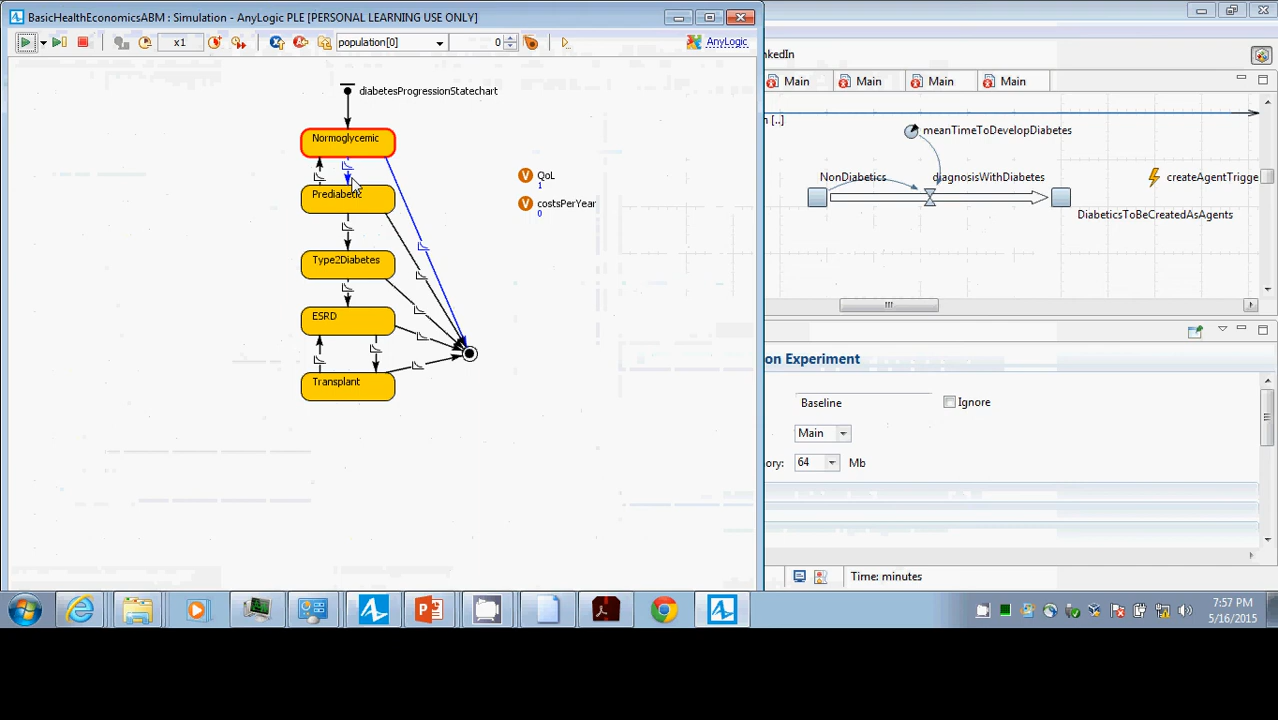 BasicHealthEconomicsABM : Simulation - AnyLogic PLE [PERSONAL LEARNING USE ONLY]
x1
population[0]
0
AnyLogic
diabetesProgressionStatechart
Normoglycemic
Prediabetic
Type2Diabetes
ESRD
Transplant
QoL
1
costsPerYear
0
kedIn
Main
Main
Main
Main
n [..]
meanTimeToDevelopDiabetes
NonDiabetics
diagnosisWithDiabetes
createAgentTrigge
DiabeticsToBeCreatedAsAgents
on Experiment
Baseline
Ignore
Main
ory:
64
Mb
Time: minutes
7:57 PM
5/16/2015